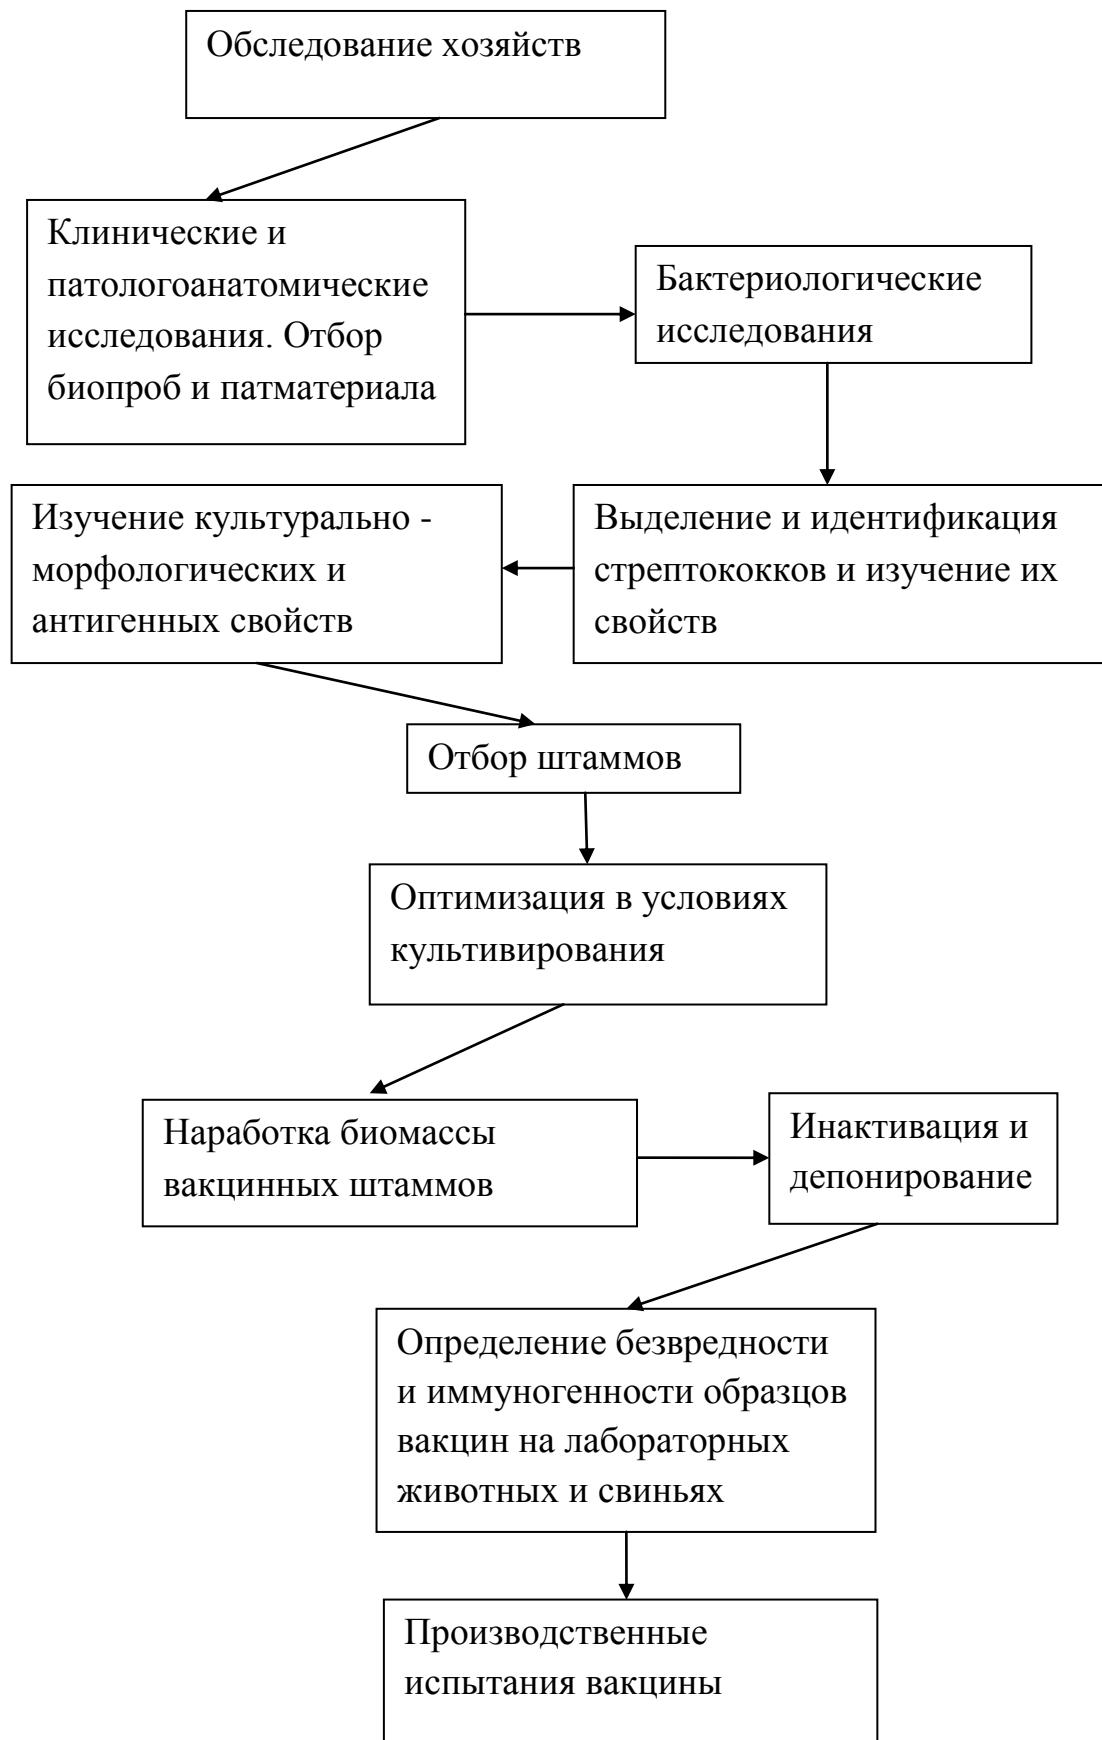 Обследование хозяйств
Клинические и
патологоанатомические
исследования. Отбор
биопроб и патматериала
Бактериологические
исследования
Выделение и идентификация
стрептококков и изучение их
свойств
Изучение культурально -
морфологических и
антигенных свойств
Отбор штаммов
Оптимизация в условиях
культивирования
Наработка биомассы
вакцинных штаммов
Инактивация и
депонирование
Определение безвредности
и иммуногенности образцов
вакцин на лабораторных
животных и свиньях
Производственные
испытания вакцины